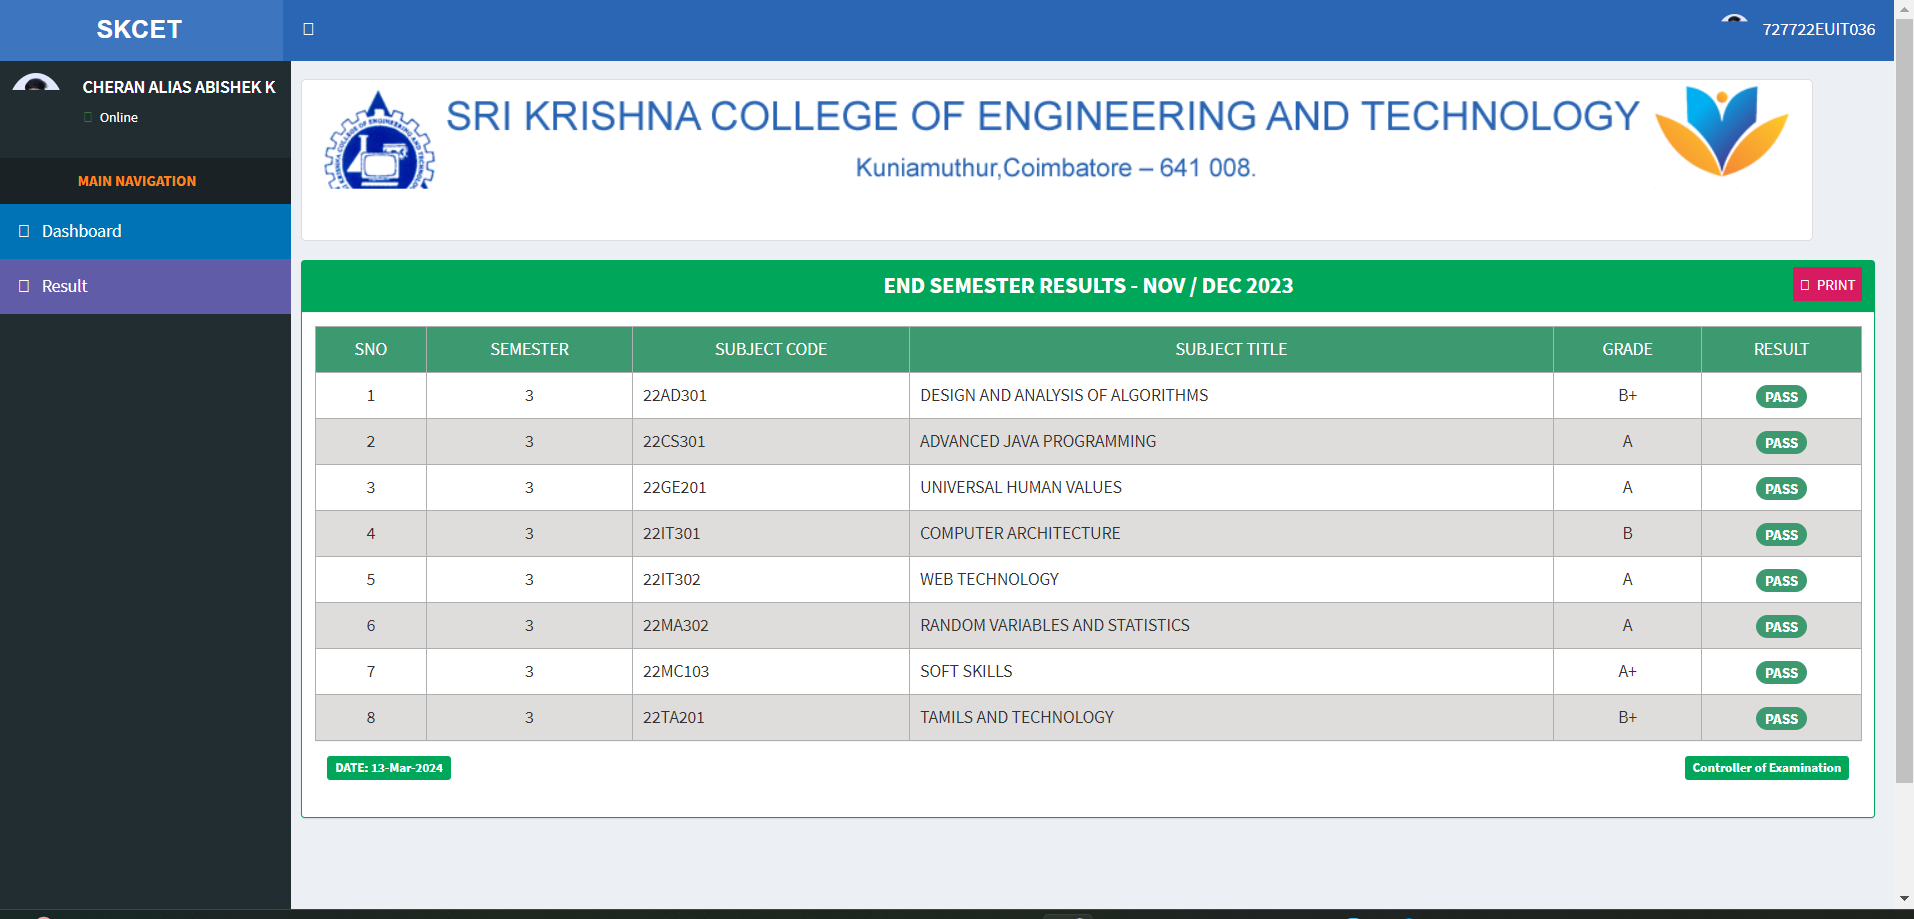 SKCET
727722EUIT036
CHERAN ALIAS ABISHEK K
Online
MAIN NAVIGATION
Dashboard
Result
SRI KRISHNA COLLEGE OF ENGINEERING AND TECHNOLOGY
Kuniamuthur,Coimbatore – 641 008.
END SEMESTER RESULTS - NOV / DEC 2023
PRINT
SNO SEMESTER SUBJECT CODE SUBJECT TITLE GRADE RESULT
1 3 22AD301 DESIGN AND ANALYSIS OF ALGORITHMS B+ PASS
2 3 22CS301 ADVANCED JAVA PROGRAMMING A PASS
3 3 22GE201 UNIVERSAL HUMAN VALUES A PASS
4 3 22IT301 COMPUTER ARCHITECTURE B PASS
5 3 22IT302 WEB TECHNOLOGY A PASS
6 3 22MA302 RANDOM VARIABLES AND STATISTICS A PASS
7 3 22MC103 SOFT SKILLS A+ PASS
8 3 22TA201 TAMILS AND TECHNOLOGY B+ PASS
DATE: 13-Mar-2024
Controller of Examination